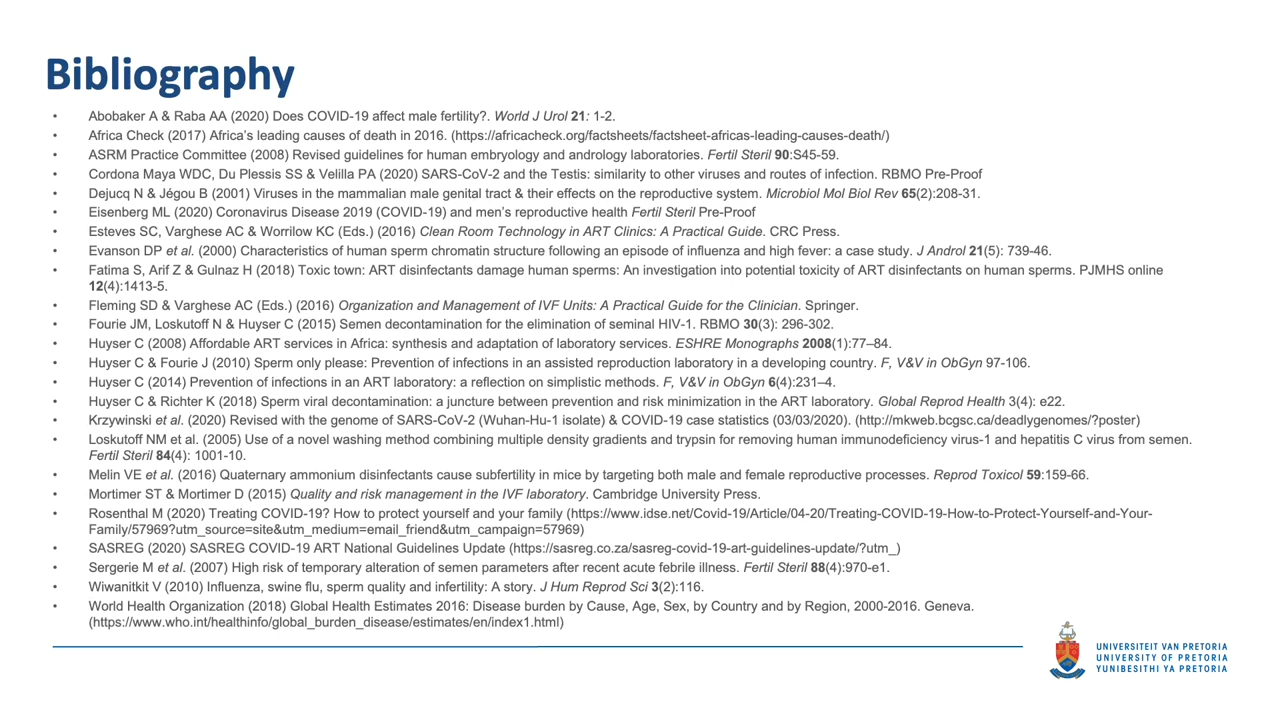 Bibliography
• Abobaker A & Raba AA (2020) Does COVID-19 affect male fertility?. World J Urol 21: 1-2.
• Africa Check (2017) Africa's leading causes of death in 2016. (https://africacheck.org/factsheets/factsheet-africas-leading-causes-death/)
• ASRM Practice Committee (2008) Revised guidelines for human embryology and andrology laboratories. Fertil Steril 90:S45-59.
• Cordona Maya WDC, Du Plessis SS & Velilla PA (2020) SARS-CoV-2 and the Testis: similarity to other viruses and routes of infection. RBMO Pre-Proof
• Dejucq N & Jégou B (2001) Viruses in the mammalian male genital tract & their effects on the reproductive system. Microbiol Mol Biol Rev 65(2):208-31.
• Eisenberg ML (2020) Coronavirus Disease 2019 (COVID-19) and men's reproductive health Fertil Steril Pre-Proof
• Esteves SC, Varghese AC & Worrilow KC (Eds.) (2016) Clean Room Technology in ART Clinics: A Practical Guide. CRC Press.
• Evanson DP et al. (2000) Characteristics of human sperm chromatin structure following an episode of influenza and high fever: a case study. J Androl 21(5): 739-46.
• Fatima S, Arif Z & Gulnaz H (2018) Toxic town: ART disinfectants damage human sperms: An investigation into potential toxicity of ART disinfectants on human sperms. PJMHS online
12(4):1413-5.
• Fleming SD & Varghese AC (Eds.) (2016) Organization and Management of IVF Units: A Practical Guide for the Clinician. Springer.
• Fourie JM, Loskutoff N & Huyser C (2015) Semen decontamination for the elimination of seminal HIV-1. RBMO 30(3): 296-302.
• Huyser C (2008) Affordable ART services in Africa: synthesis and adaptation of laboratory services. ESHRE Monographs 2008(1):77–84.
• Huyser C & Fourie J (2010) Sperm only please: Prevention of infections in an assisted reproduction laboratory in a developing country. F, V&V in ObGyn 97-106.
• Huyser C (2014) Prevention of infections in an ART laboratory: a reflection on simplistic methods. F, V&V in ObGyn 6(4):231–4.
• Huyser C & Richter K (2018) Sperm viral decontamination: a juncture between prevention and risk minimization in the ART laboratory. Global Reprod Health 3(4): e22.
• Krzywinski et al. (2020) Revised with the genome of SARS-CoV-2 (Wuhan-Hu-1 isolate) & COVID-19 case statistics (03/03/2020). (http://mkweb.bcgsc.ca/deadlygenomes/?poster)
• Loskutoff NM et al. (2005) Use of a novel washing method combining multiple density gradients and trypsin for removing human immunodeficiency virus-1 and hepatitis C virus from semen.
Fertil Steril 84(4): 1001-10.
• Melin VE et al. (2016) Quaternary ammonium disinfectants cause subfertility in mice by targeting both male and female reproductive processes. Reprod Toxicol 59:159-66.
• Mortimer ST & Mortimer D (2015) Quality and risk management in the IVF laboratory. Cambridge University Press.
• Rosenthal M (2020) Treating COVID-19? How to protect yourself and your family (https://www.idse.net/Covid-19/Article/04-20/Treating-COVID-19-How-to-Protect-Yourself-and-Your-
Family/57969?utm_source=site&utm_medium=email_friend&utm_campaign=57969)
• SASREG (2020) SASREG COVID-19 ART National Guidelines Update (https://sasreg.co.za/sasreg-covid-19-art-guidelines-update/?utm_)
• Sergerie M et al. (2007) High risk of temporary alteration of semen parameters after recent acute febrile illness. Fertil Steril 88(4):970-e1.
• Wiwanitkit V (2010) Influenza, swine flu, sperm quality and infertility: A story. J Hum Reprod Sci 3(2):116.
• World Health Organization (2018) Global Health Estimates 2016: Disease burden by Cause, Age, Sex, by Country and by Region, 2000-2016. Geneva.
(https://www.who.int/healthinfo/global_burden_disease/estimates/en/index1.html)
UNIVERSITEIT VAN PRETORIA
UNIVERSITY OF PRETORIA
YUNIBESITHI YA PRETORIA